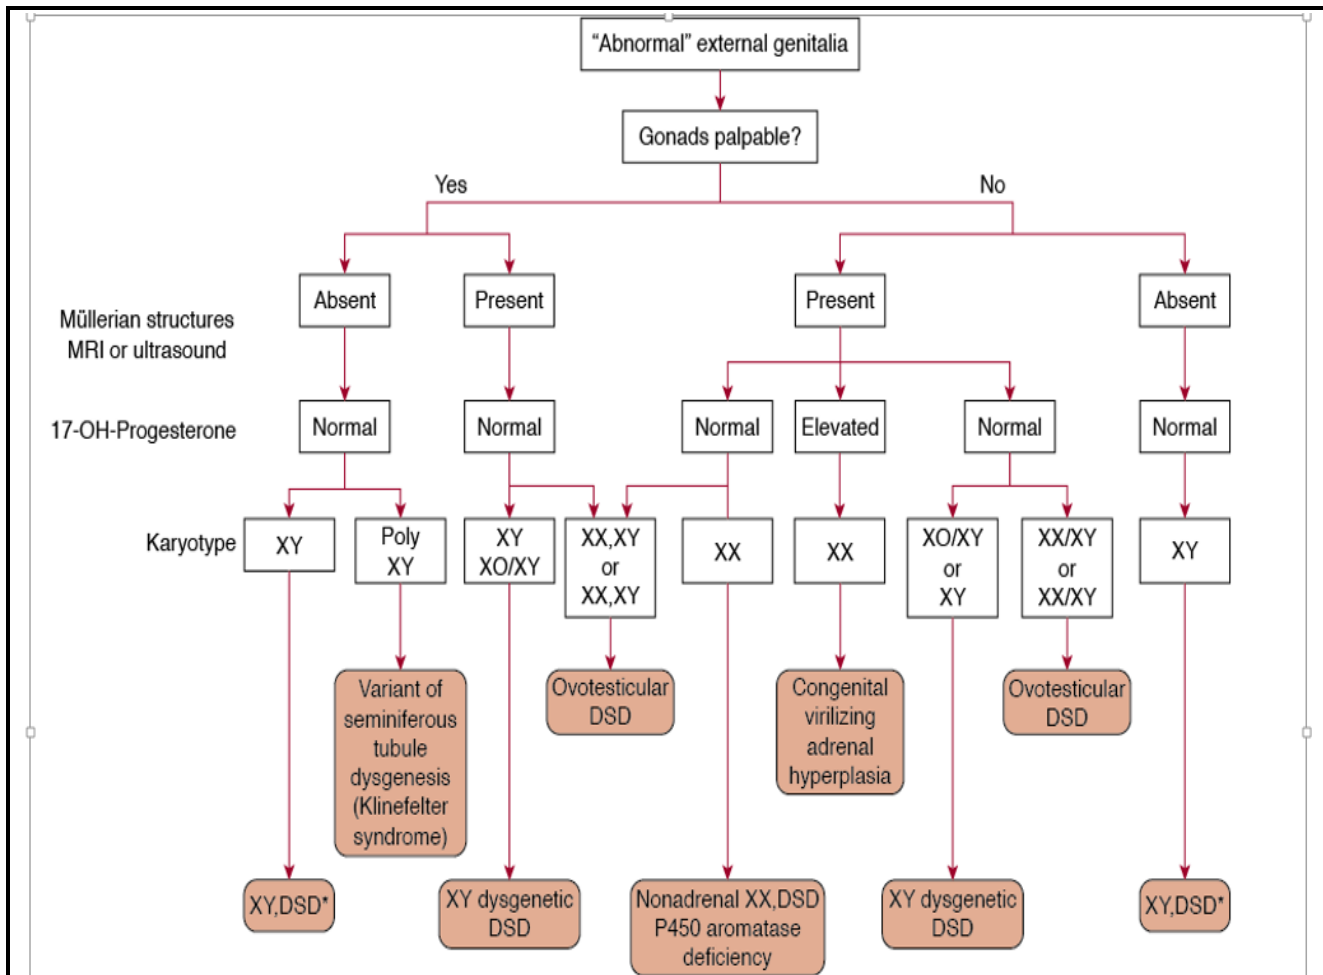 “Abnormal” external genitalia
Gonads palpable?
Yes
No
Müllerian structures
MRI or ultrasound
Absent
Present
Present
Absent
17-OH-Progesterone
Normal
Normal
Normal
Elevated
Normal
Normal
Karyotype
XY
Poly
XY
XY
XO/XY
XX,XY
or
XX,XY
XX
XX
XO/XY
or
XY
XX/XY
or
XX/XY
XY
Variant of
seminiferous
tubule
dysgenesis
(Klinefelter
syndrome)
Ovotesticular
DSD
Congenital
virilizing
adrenal
hyperplasia
Ovotesticular
DSD
XY,DSD*
XY dysgenetic
DSD
Nonadrenal XX,DSD
P450 aromatase
deficiency
XY dysgenetic
DSD
XY,DSD*